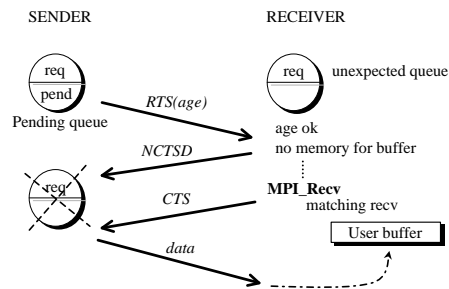 SENDER
RECEIVER
req
pend
Pending queue
req
unexpected queue
RTS(age)
age ok
no memory for buffer
NCTSD
MPI_Recv
matching recv
req
CTS
User buffer
data